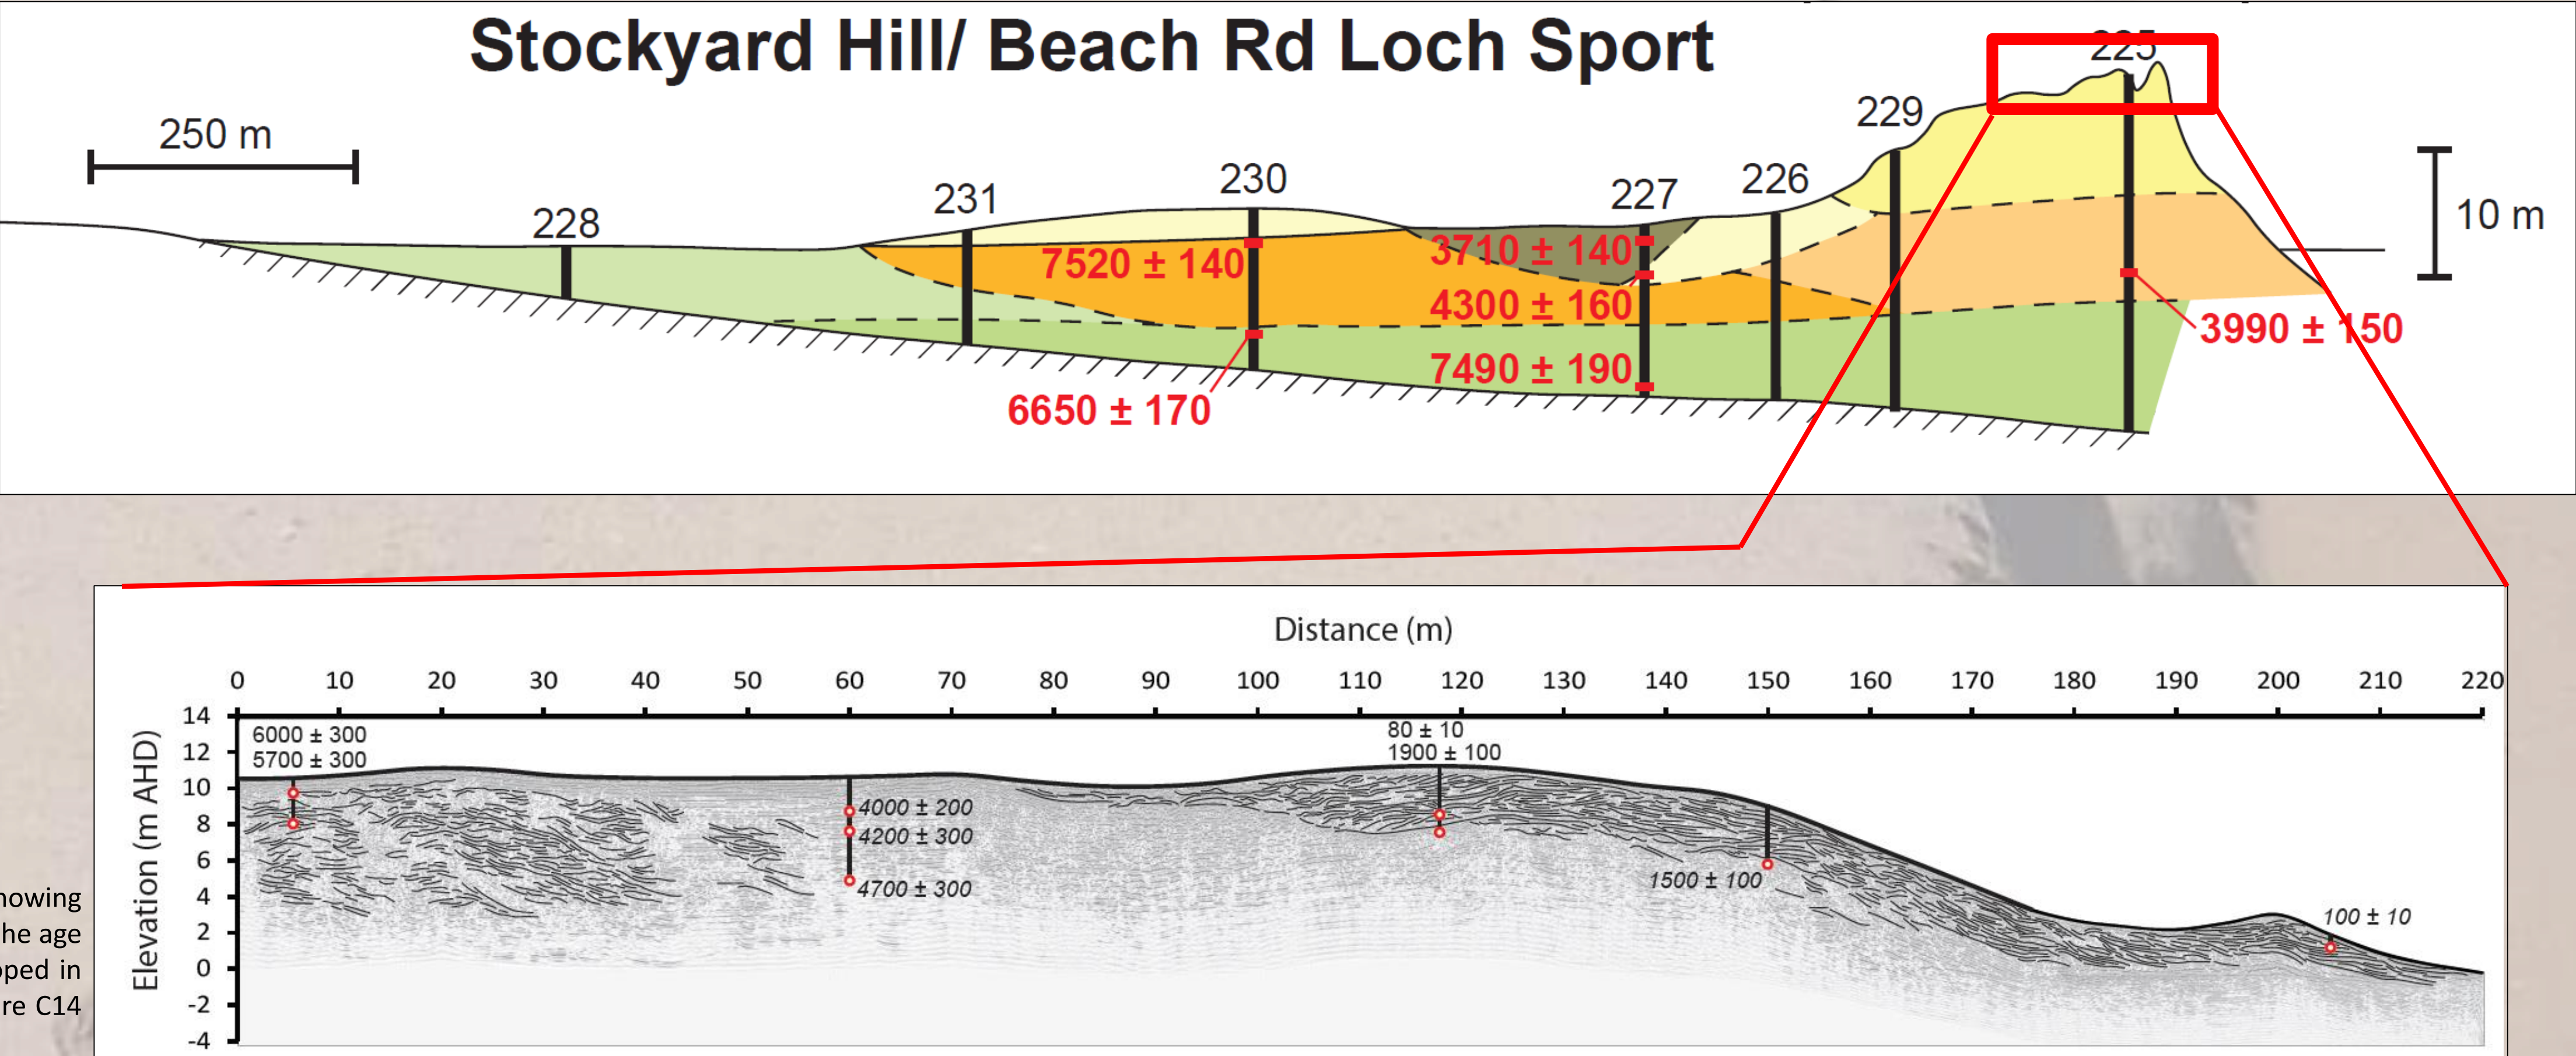 Stockyard Hill/ Beach Rd Loch Sport
225
250 m
229
10 m
228
231
230
227
226
7520 ± 140
3710 ± 140
4300 ± 160
3990 ± 150
7490 ± 190
6650 ± 170
Distance (m)
0 10 20 30 40 50 60 70 80 90 100 110 120 130 140 150 160 170 180 190 200 210 220
Elevation (m AHD)
14
12
10
8
6
4
2
0
-2
-4
6000 ± 300
5700 ± 300
4000 ± 200
4200 ± 300
4700 ± 300
80 ± 10
1900 ± 100
1500 ± 100
100 ± 10
he age
in
C14